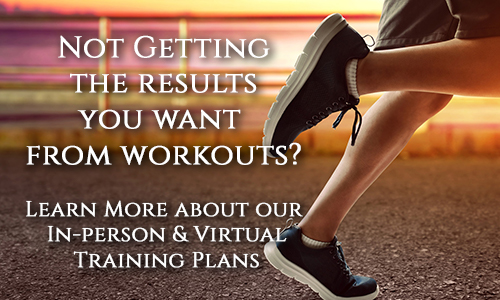 Not Getting
the results
you want
from workouts?
Learn More about our
In-person & Virtual
Training Plans